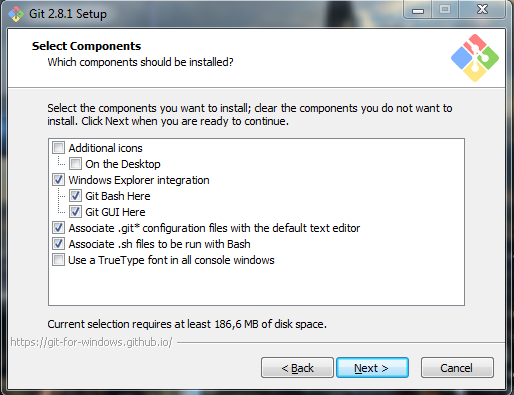 Git 2.8.1 Setup
Select Components
Which components should be installed?
Select the components you want to install; clear the components you do not want to
install. Click Next when you are ready to continue.
Additional icons
On the Desktop
Windows Explorer integration
Git Bash Here
Git GUI Here
Associate .git* configuration files with the default text editor
Associate .sh files to be run with Bash
Use a TrueType font in all console windows
Current selection requires at least 186,6 MB of disk space.
https://git-for-windows.github.io/
< Back
Next >
Cancel